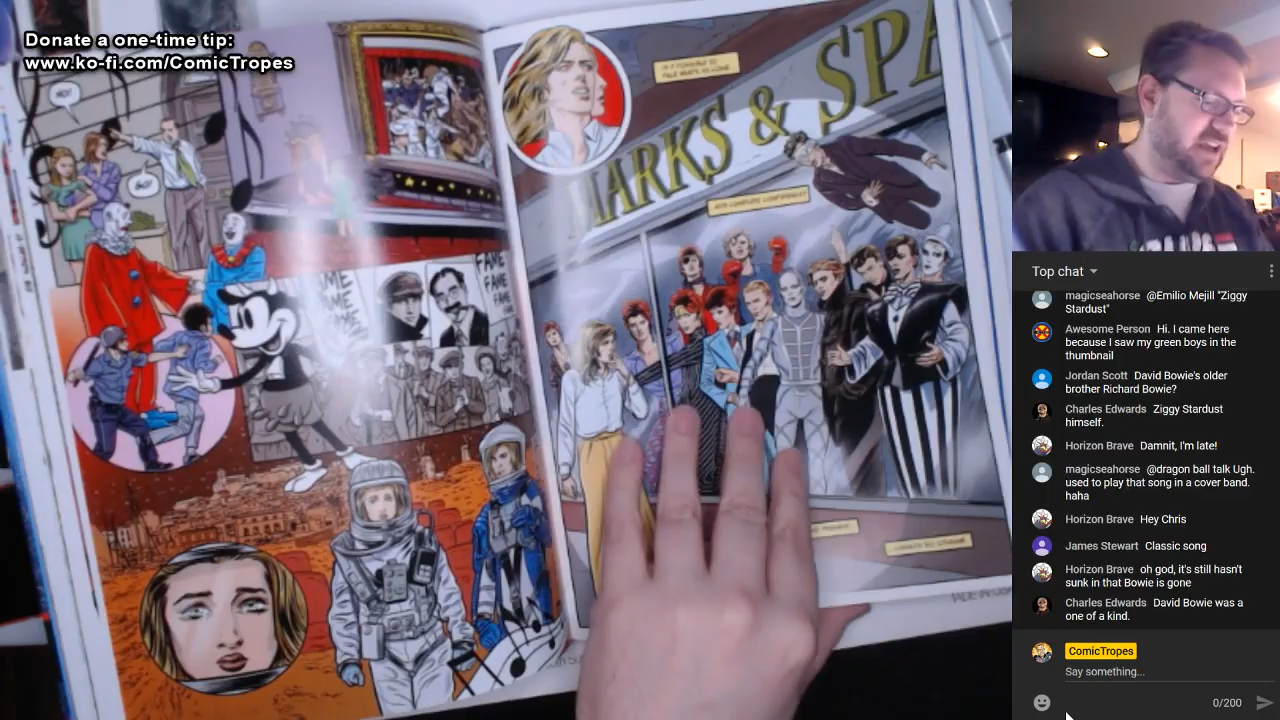 Donate a one-time tip:
www.ko-fi.com/ComicTropes
MARKS & SPA
AND COMPLETE CONFIDENCE?
FAME
FAME
FAME
FAME
Top chat
magicseahorse @Emilio Mejill "Ziggy
Stardust"
Awesome Person Hi. I came here
because I saw my green boys in the
thumbnail
Jordan Scott David Bowie's older
brother Richard Bowie?
Charles Edwards Ziggy Stardust
himself.
Horizon Brave Damnit, I'm late!
magicseahorse @dragon ball talk Ugh.
used to play that song in a cover band.
haha
Horizon Brave Hey Chris
James Stewart Classic song
Horizon Brave oh god, it's still hasn't
sunk in that Bowie is gone
Charles Edwards David Bowie was a
one of a kind.
ComicTropes
Say something...
0/200